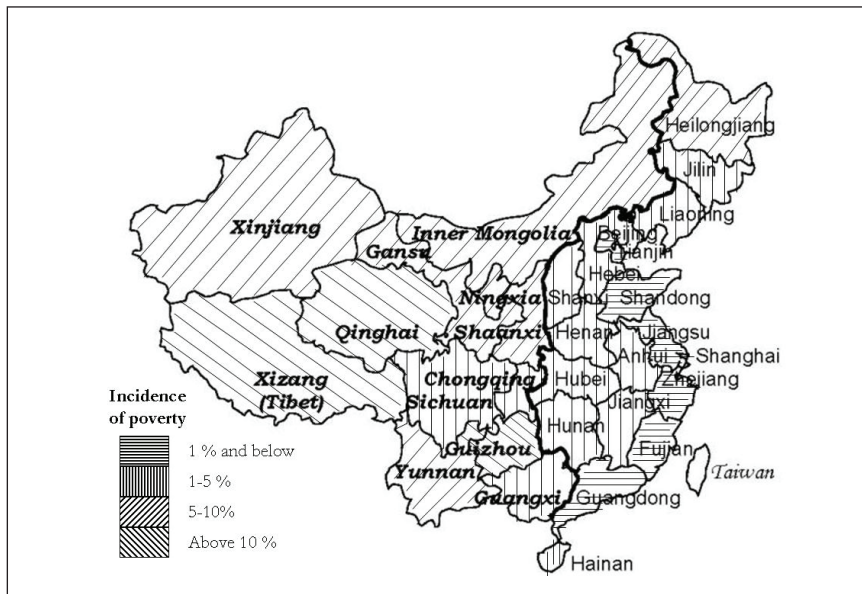 Heilongjiang
Jilin
Liaoning
Xinjiang
Inner Mongolia
Beijing
Gansu
Tianjin
Hebei
Ningxia
Shanxi
Shandong
Qinghai
Shaanxi
Henan
Jiangsu
Anhui
Shanghai
Xizang
(Tibet)
Chongqing
Hubei
Zhejiang
Sichuan
Jiangxi
Hunan
Guizhou
Fujian
Yunnan
Taiwan
Guangxi
Guangdong
Hainan
Incidence
of poverty
1 % and below
1-5 %
5-10%
Above 10 %